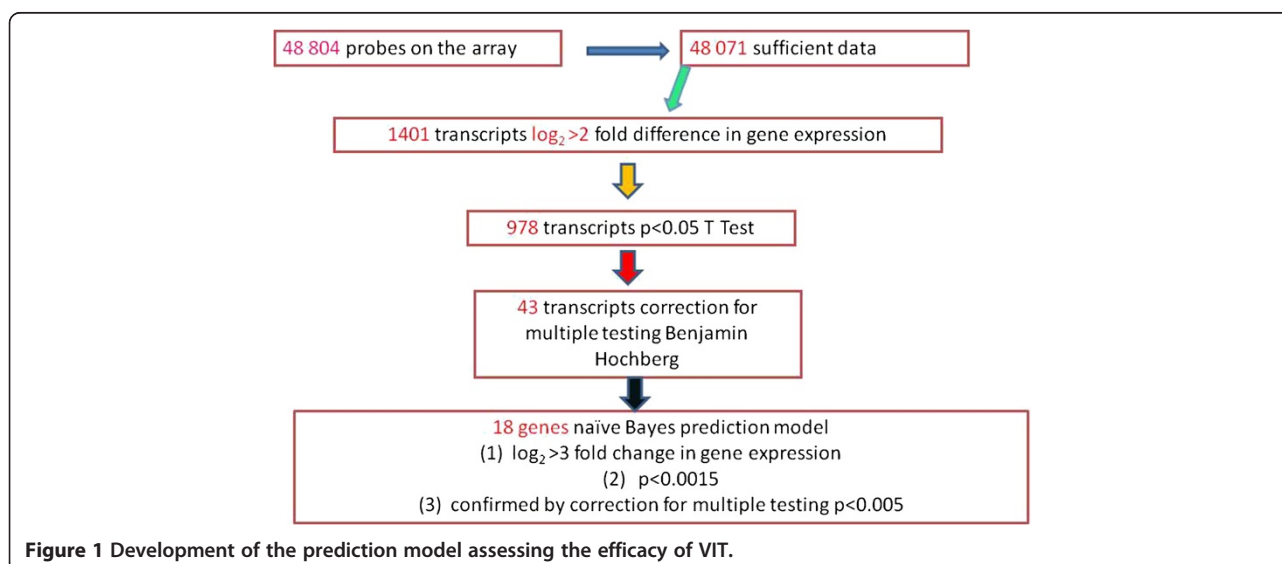 48 804 probes on the array
48 071 sufficient data
1401 transcripts log₂ >2 fold difference in gene expression
978 transcripts p<0.05 T Test
43 transcripts correction for
multiple testing Benjamin
Hochberg
18 genes naïve Bayes prediction model
(1) log₂ >3 fold change in gene expression
(2) p<0.0015
(3) confirmed by correction for multiple testing p<0.005
Figure 1 Development of the prediction model assessing the efficacy of VIT.